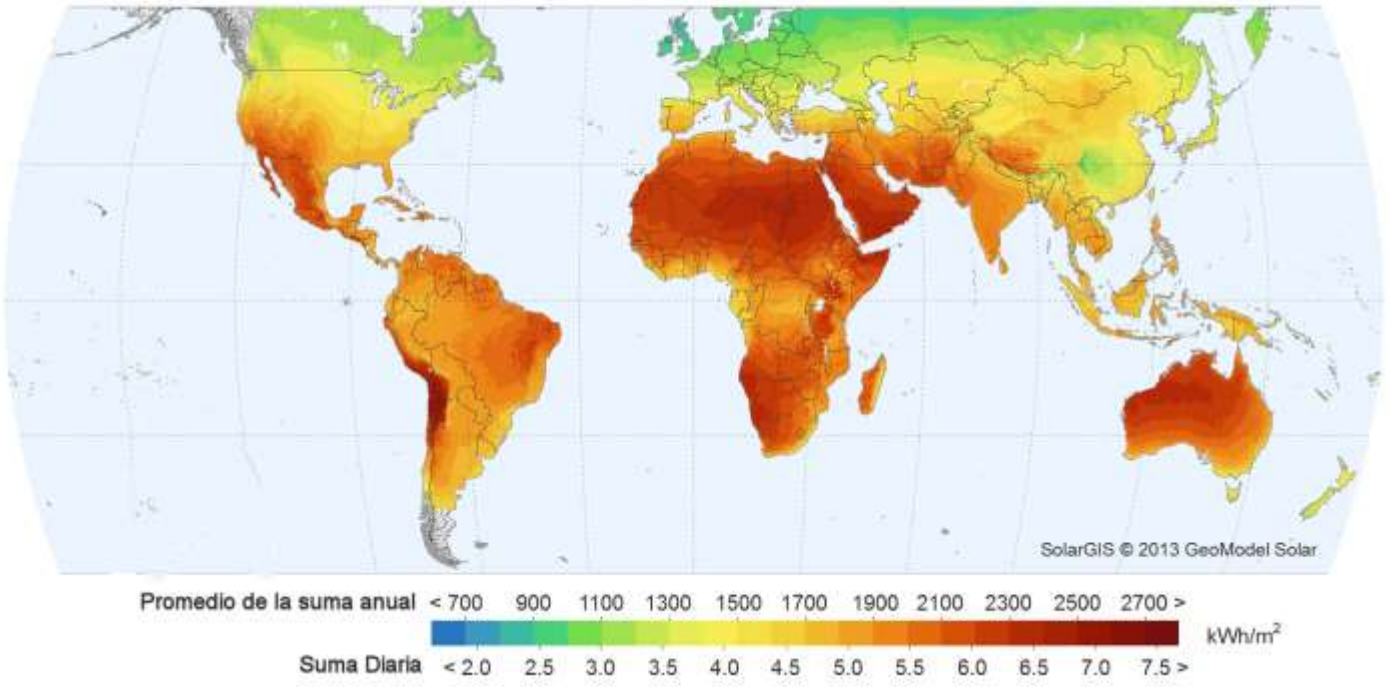 SolarGIS © 2013 GeoModel Solar
Promedio de la suma anual < 700 900 1100 1300 1500 1700 1900 2100 2300 2500 2700 >
kWh/m²
Suma Diaria < 2.0 2.5 3.0 3.5 4.0 4.5 5.0 5.5 6.0 6.5 7.0 7.5 >